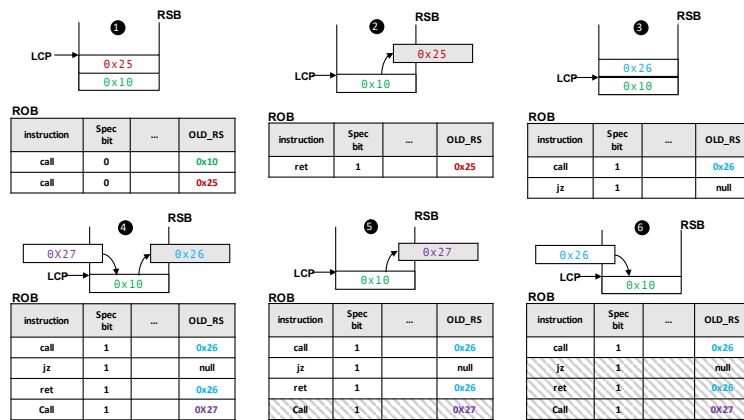 1 RSB
LCP
0x25
0x10
ROB
instruction Spec bit ... OLD_RS
call 0 0x10
call 0 0x25
2 RSB
0x25
LCP
0x10
ROB
instruction Spec bit ... OLD_RS
ret 1 0x25
3 RSB
0x26
LCP
0x10
ROB
instruction Spec bit ... OLD_RS
call 1 0x26
jz 1 null
4 RSB
0X27 0x26
LCP
0x10
ROB
instruction Spec bit ... OLD_RS
call 1 0x26
jz 1 null
ret 1 0x26
Call 1 0X27
5 RSB
0x27
LCP
0x10
ROB
instruction Spec bit ... OLD_RS
call 1 0x26
jz 1 null
ret 1 0x26
Call 1 0X27
6 RSB
0x26
LCP
0x10
ROB
instruction Spec bit ... OLD_RS
call 1 0x26
jz 1 null
ret 1 0x26
Call 1 0X27